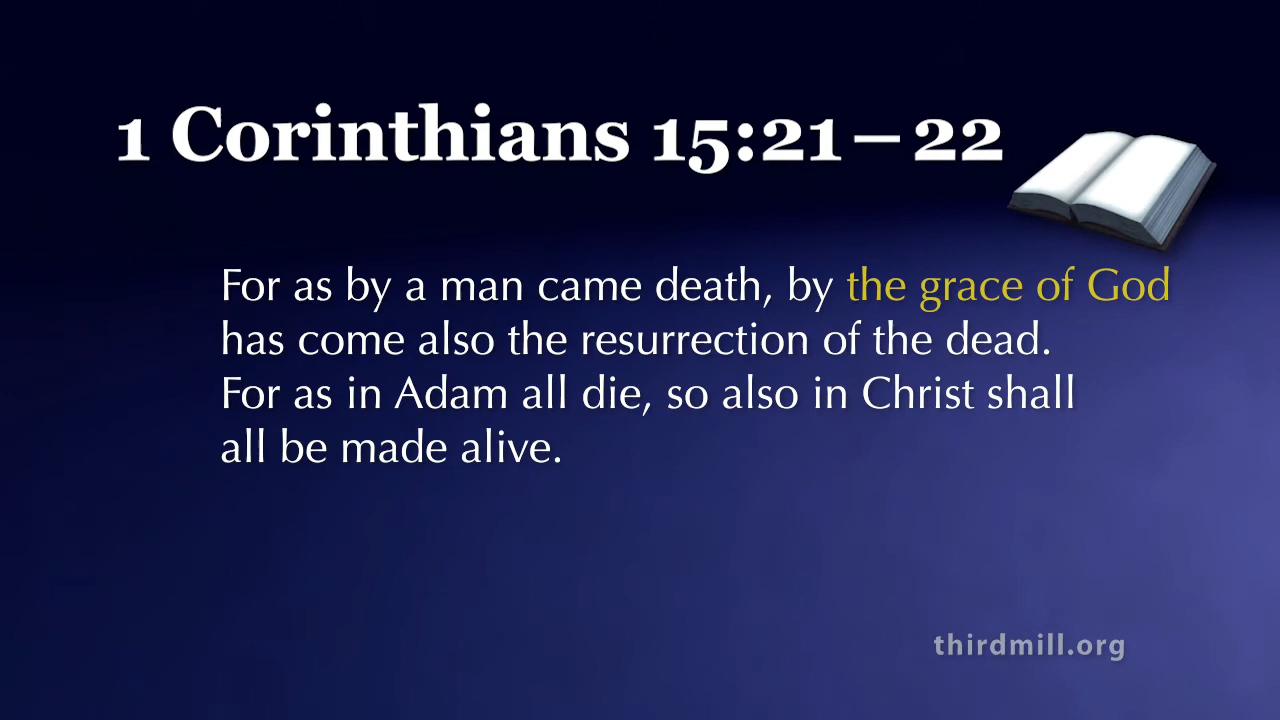 1 Corinthians 15:21–22
For as by a man came death, by the grace of God
has come also the resurrection of the dead.
For as in Adam all die, so also in Christ shall
all be made alive.
thirdmill.org